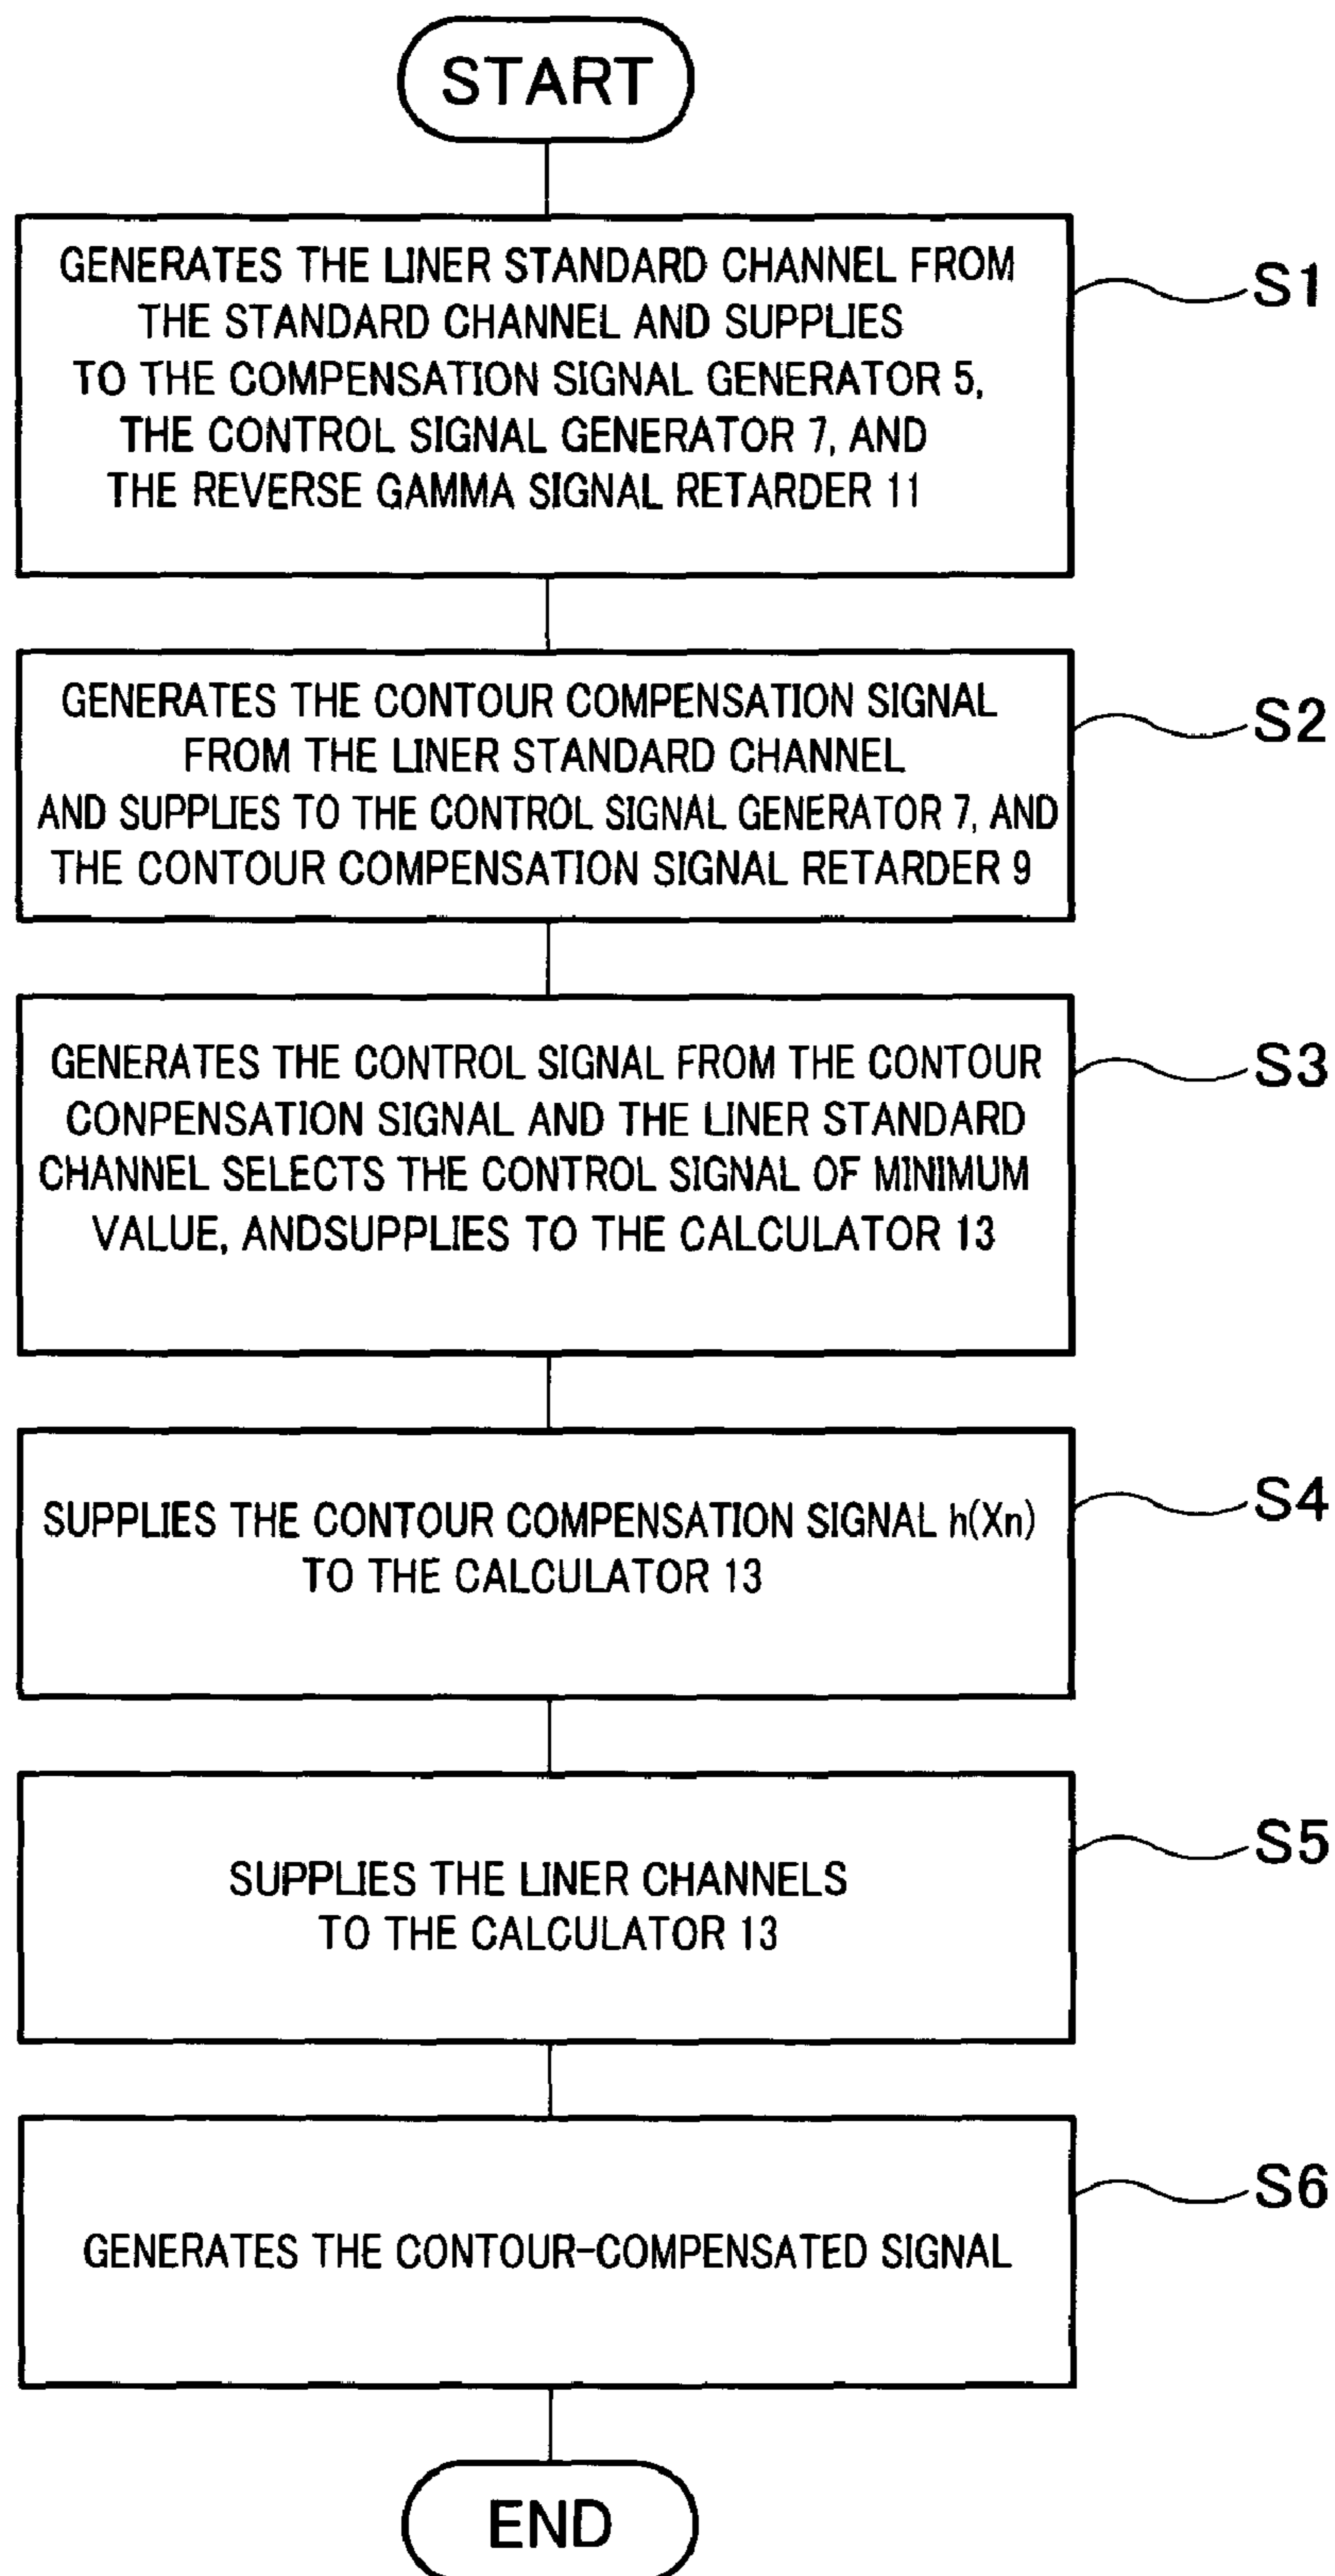 START
GENERATES THE LINER STANDARD CHANNEL FROM
THE STANDARD CHANNEL AND SUPPLIES
TO THE COMPENSATION SIGNAL GENERATOR 5,
THE CONTROL SIGNAL GENERATOR 7, AND
THE REVERSE GAMMA SIGNAL RETARDER 11
S1
GENERATES THE CONTOUR COMPENSATION SIGNAL
FROM THE LINER STANDARD CHANNEL
AND SUPPLIES TO THE CONTROL SIGNAL GENERATOR 7, AND
THE CONTOUR COMPENSATION SIGNAL RETARDER 9
S2
GENERATES THE CONTROL SIGNAL FROM THE CONTOUR
CONPENSATION SIGNAL AND THE LINER STANDARD
CHANNEL SELECTS THE CONTROL SIGNAL OF MINIMUM
VALUE, ANDSUPPLIES TO THE CALCULATOR 13
S3
SUPPLIES THE CONTOUR COMPENSATION SIGNAL h(Xn)
TO THE CALCULATOR 13
S4
SUPPLIES THE LINER CHANNELS
TO THE CALCULATOR 13
S5
GENERATES THE CONTOUR-COMPENSATED SIGNAL
S6
END